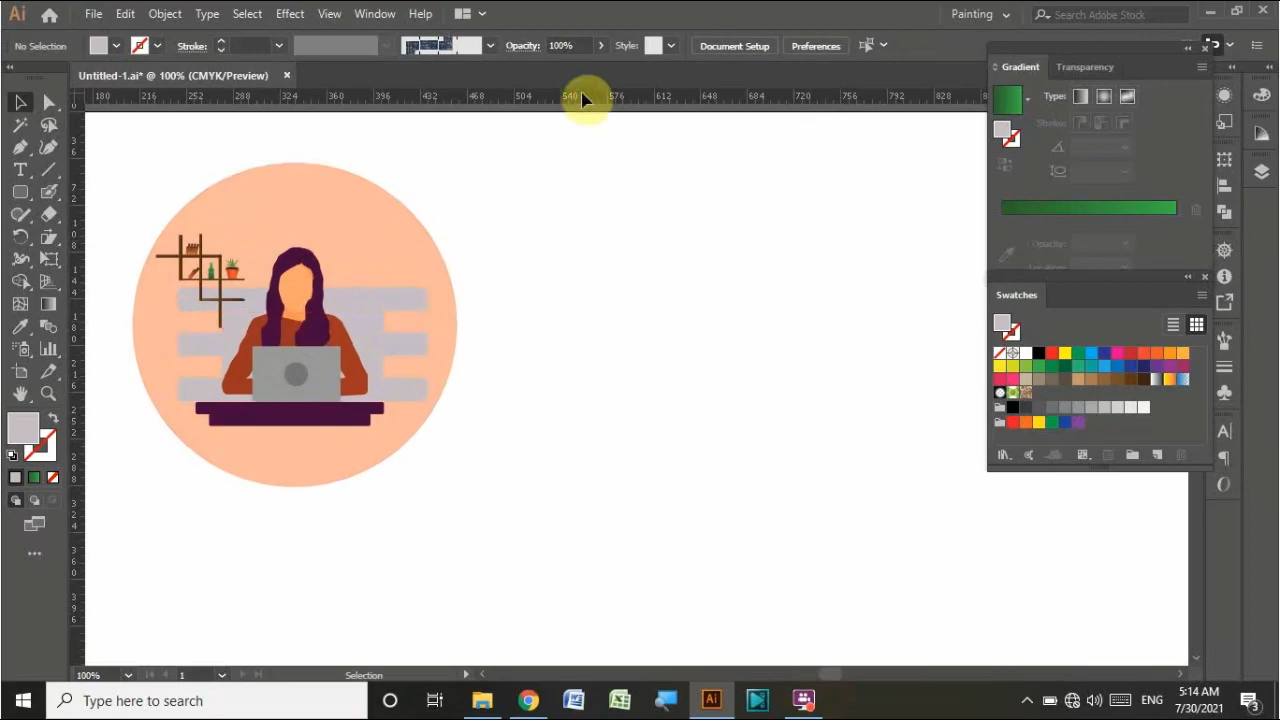 Ai File Edit Object Type Select Effect View Window Help Painting Search Adobe Stock
No Selection Stroke: Opacity: 100% Style: Document Setup Preferences
Untitled-1.ai* @ 100% (CMYK/Preview) ×
180 216 252 288 324 360 396 432 468 504 540 576 612 648 684 720 756 792 828
Gradient Transparency
Type:
Stroke:
Opacity:
Swatches
100% 1 Selection
Type here to search
Ai
ENG
5:14 AM
7/30/2021
3